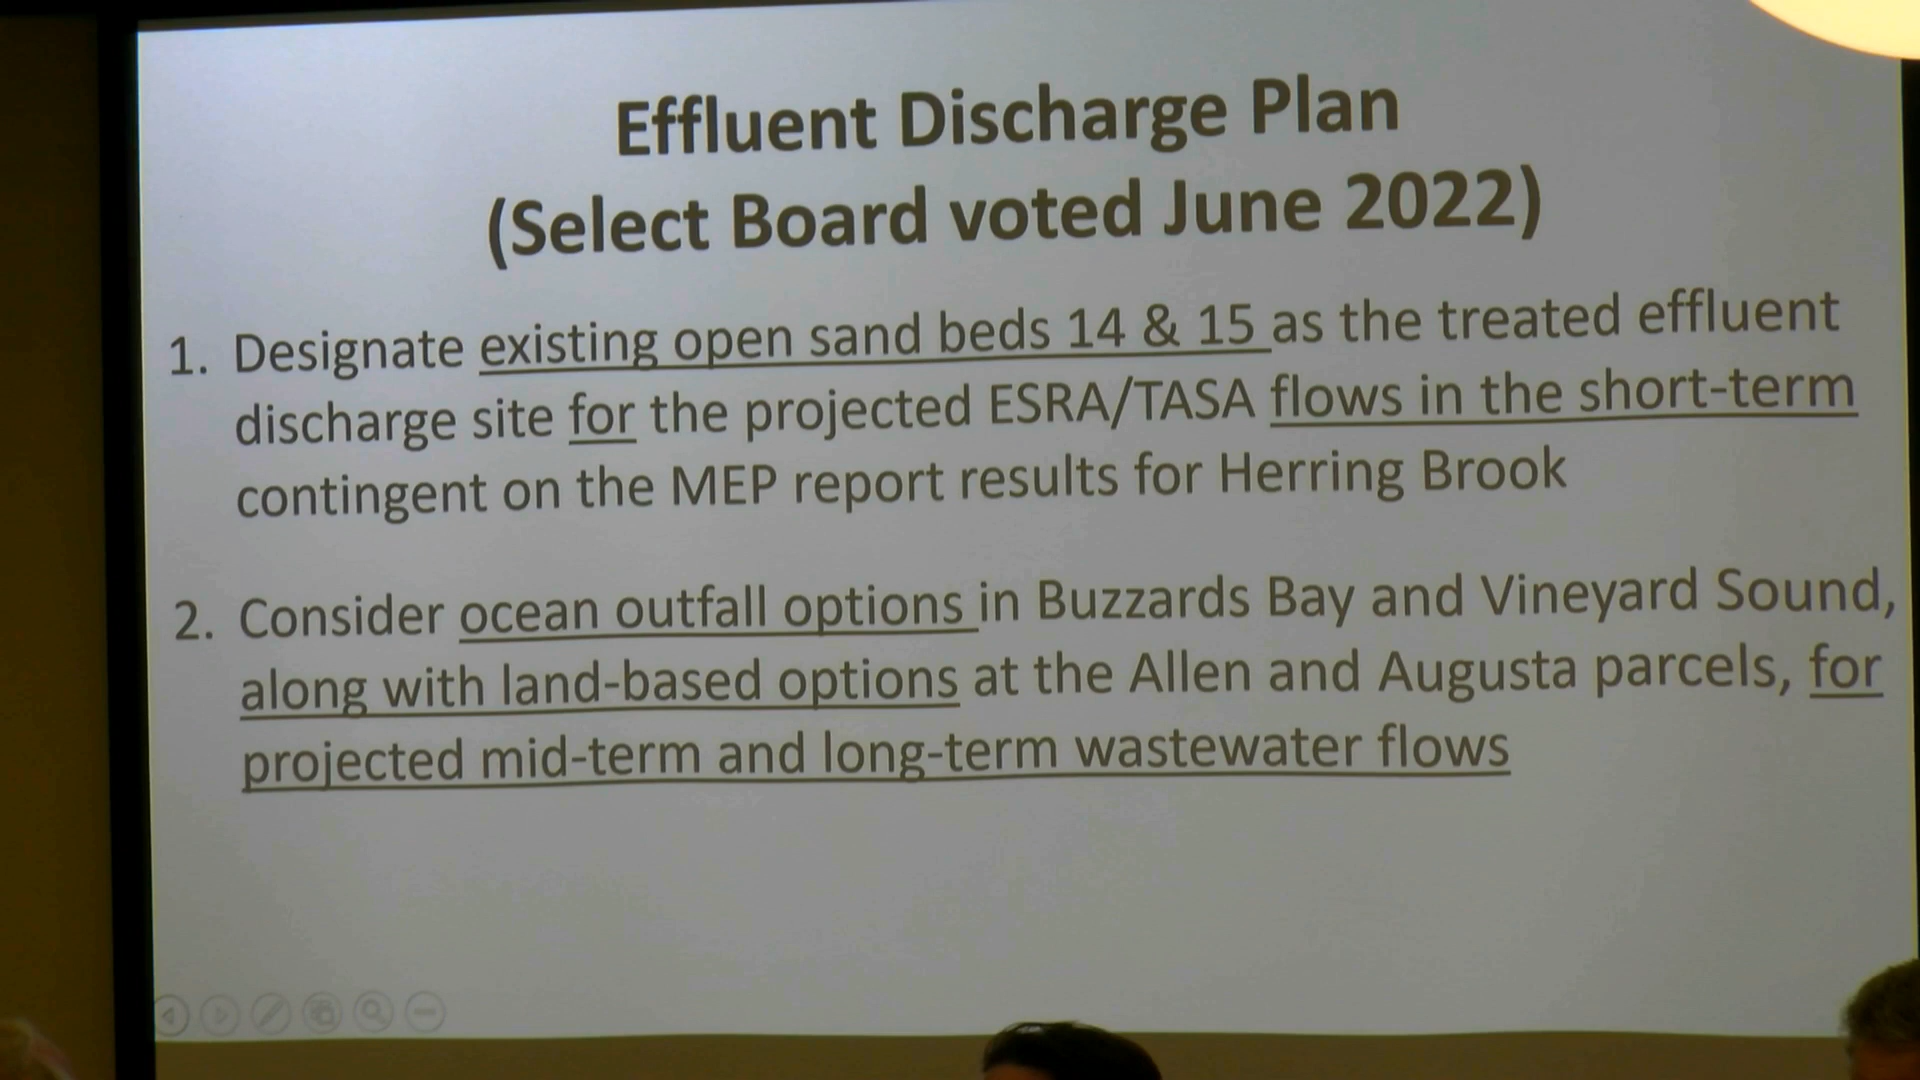 Effluent Discharge Plan
(Select Board voted June 2022)
1. Designate existing open sand beds 14 & 15 as the treated effluent
discharge site for the projected ESRA/TASA flows in the short-term
contingent on the MEP report results for Herring Brook
2. Consider ocean outfall options in Buzzards Bay and Vineyard Sound,
along with land-based options at the Allen and Augusta parcels, for
projected mid-term and long-term wastewater flows